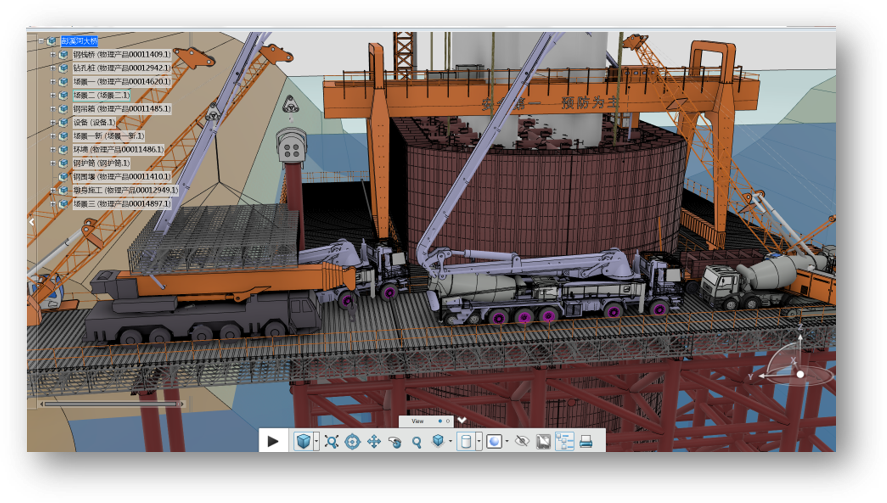 彭溪河大桥
钢栈桥 (物理产品00011409.1)
钻孔桩 (物理产品00012942.1)
场景一 (物理产品00014620.1)
场景二 (场景二.1)
钢吊箱 (物理产品00011485.1)
设备 (设备.1)
场景一新 (场景一新.1)
环境 (物理产品00011486.1)
钢护筒 (钢护筒.1)
钢围堰 (物理产品00011410.1)
墩身施工 (物理产品00012949.1)
场景三 (物理产品00014897.1)
安全第一 预防为主
Z
X
Y
View